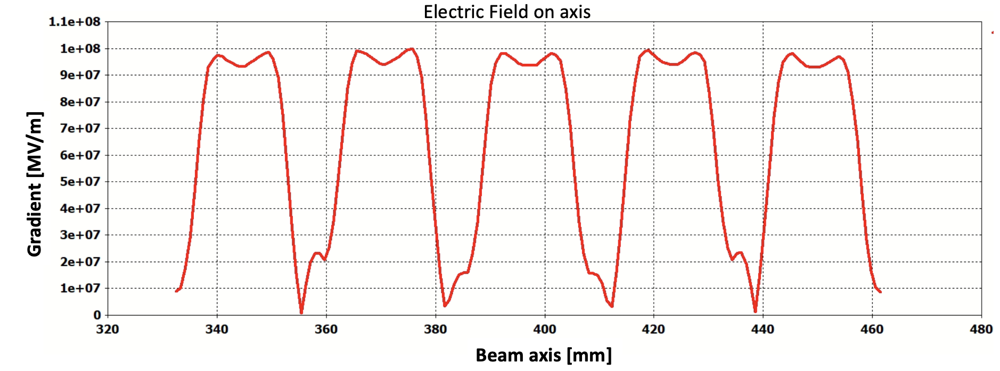 Electric Field on axis
1.1e+08
1e+08
9e+07
8e+07
7e+07
6e+07
5e+07
4e+07
3e+07
2e+07
1e+07
0
Gradient [MV/m]
320 340 360 380 400 420 440 460 480
Beam axis [mm]